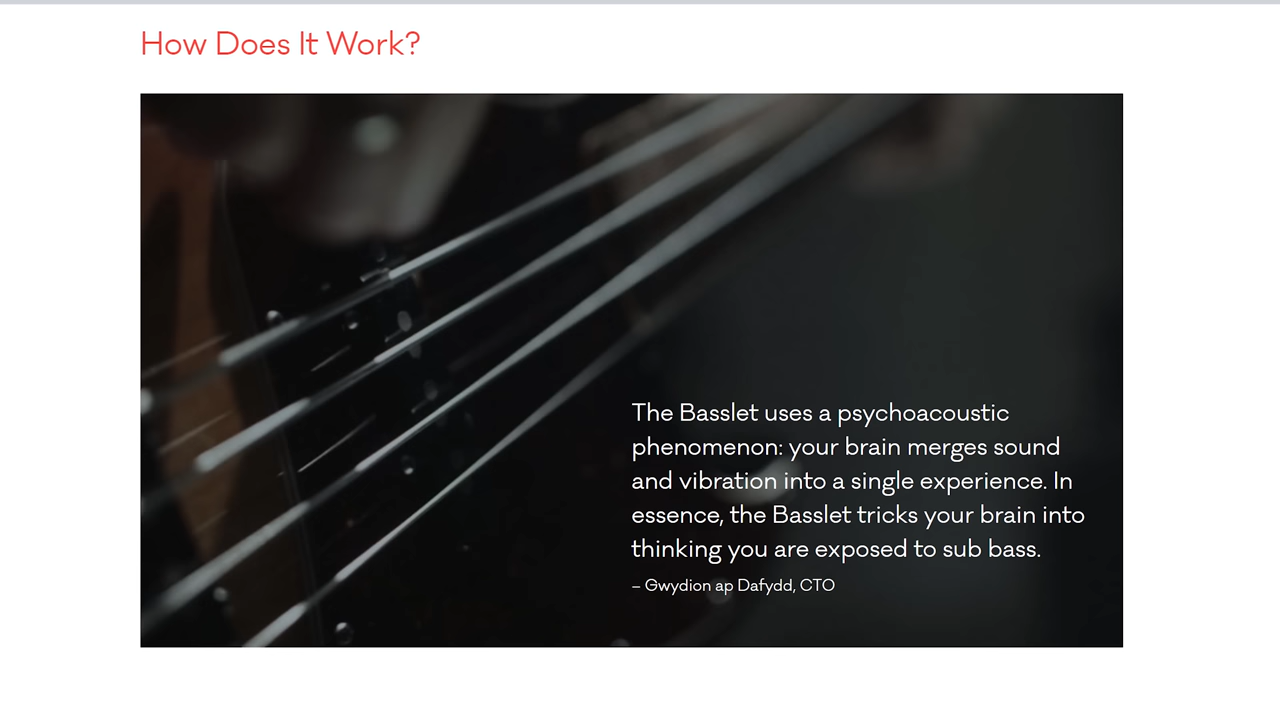 How Does It Work?
The Basslet uses a psychoacoustic
phenomenon: your brain merges sound
and vibration into a single experience. In
essence, the Basslet tricks your brain into
thinking you are exposed to sub bass.
– Gwydion ap Dafydd, CTO